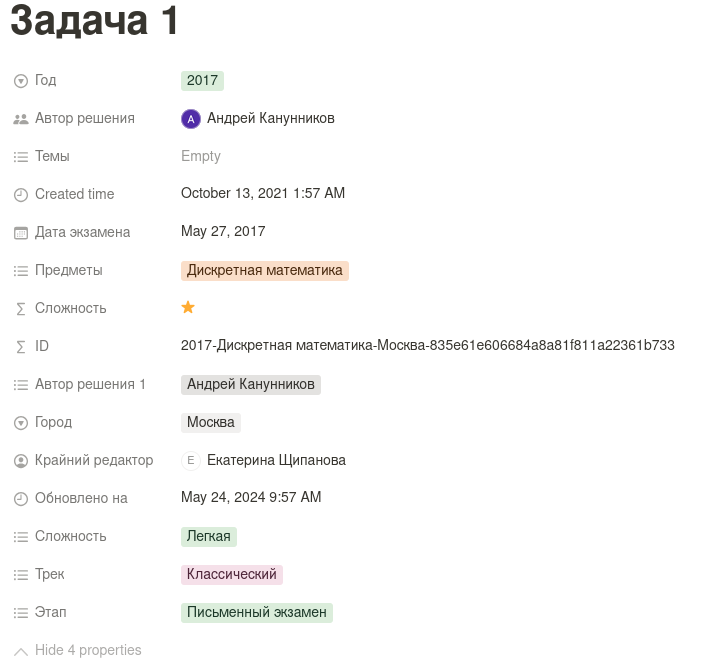 Задача 1
Год 2017
Автор решения А Андрей Канунников
Темы Empty
Created time October 13, 2021 1:57 AM
Дата экзамена May 27, 2017
Предметы Дискретная математика
Сложность
ID 2017-Дискретная математика-Москва-835e61e606684a8a81f811a22361b733
Автор решения 1 Андрей Канунников
Город Москва
Крайний редактор Е Екатерина Щипанова
Обновлено на May 24, 2024 9:57 AM
Сложность Легкая
Трек Классический
Этап Письменный экзамен
Hide 4 properties